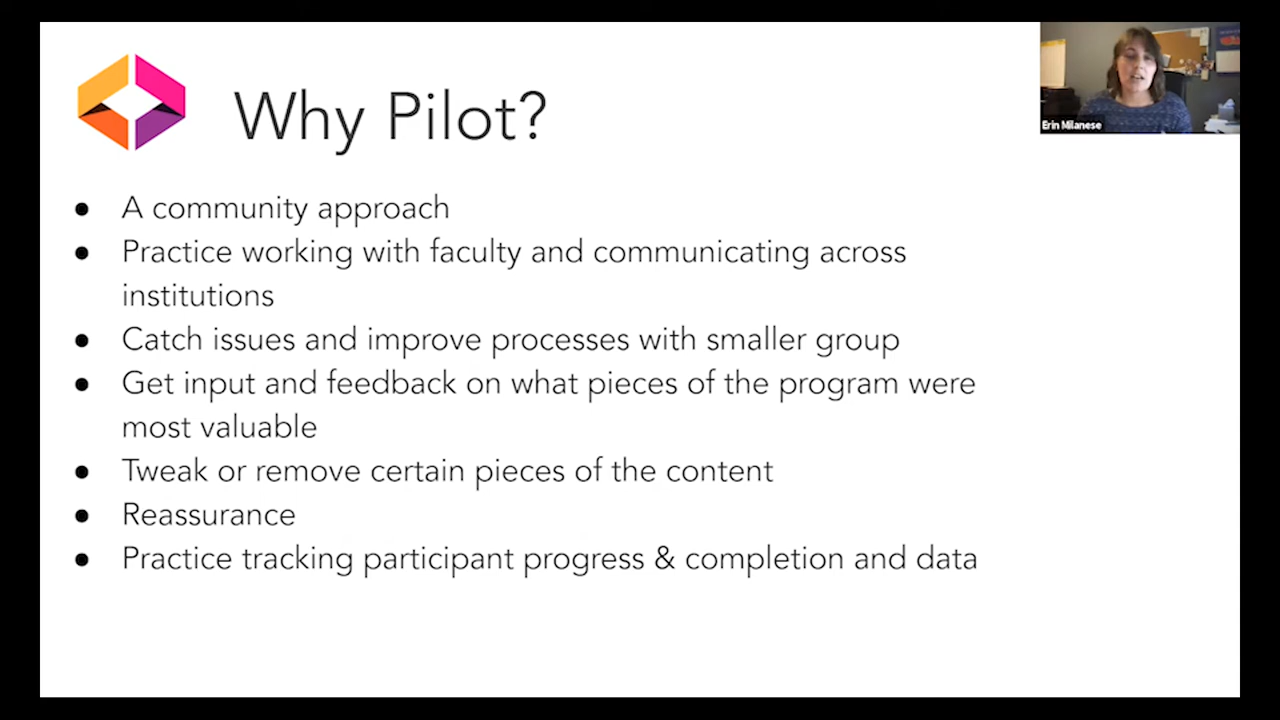 Why Pilot?
Erin Milanese
● A community approach
● Practice working with faculty and communicating across
institutions
● Catch issues and improve processes with smaller group
● Get input and feedback on what pieces of the program were
most valuable
● Tweak or remove certain pieces of the content
● Reassurance
● Practice tracking participant progress & completion and data